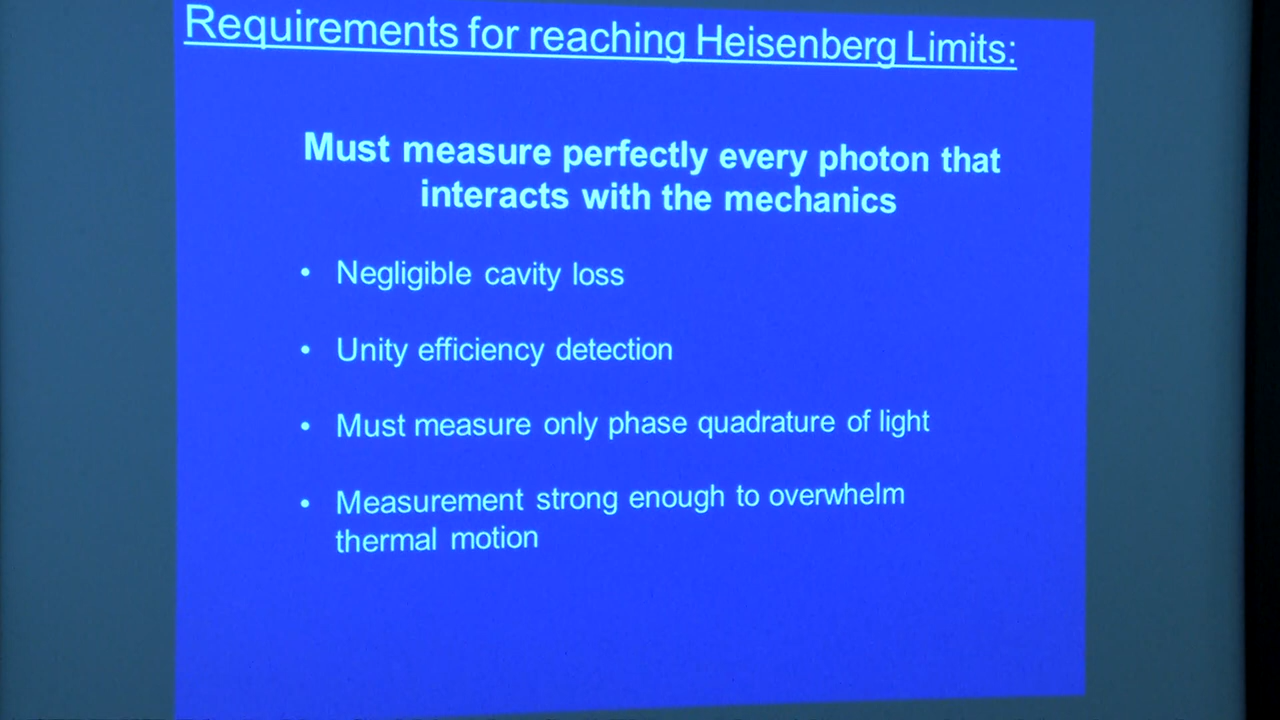 Requirements for reaching Heisenberg Limits:
Must measure perfectly every photon that
interacts with the mechanics
• Negligible cavity loss
• Unity efficiency detection
• Must measure only phase quadrature of light
• Measurement strong enough to overwhelm
thermal motion